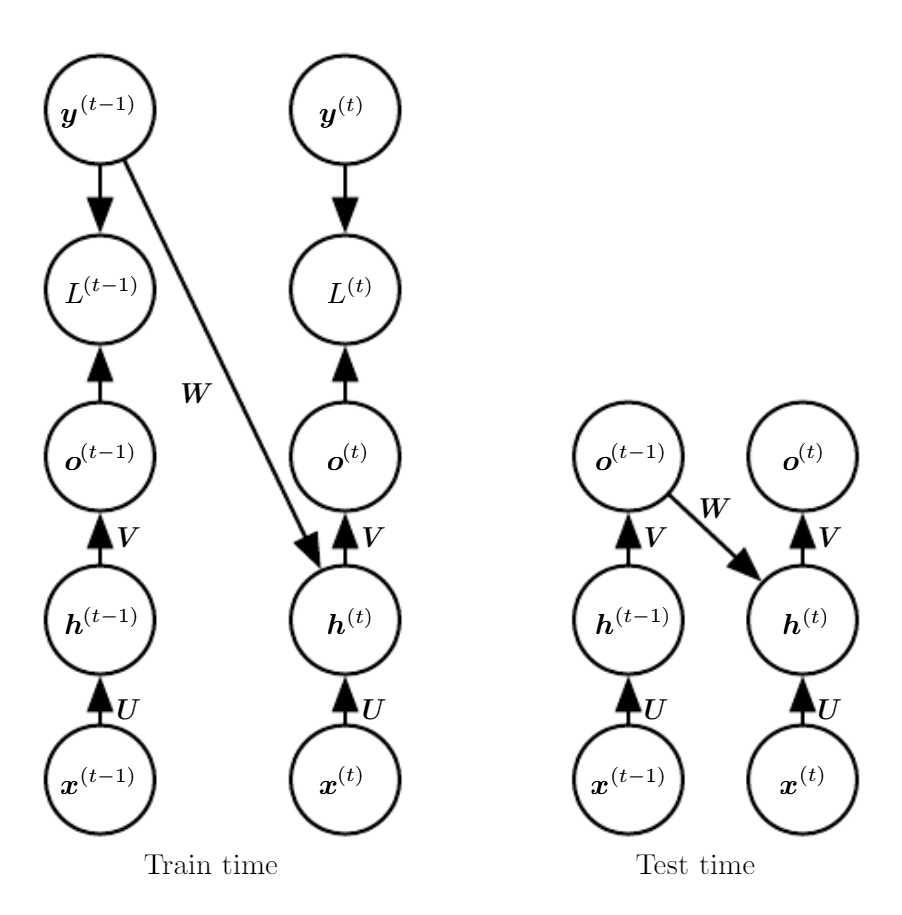 y^(t−1) y^(t)
L^(t−1) L^(t)
W
o^(t−1) o^(t) o^(t−1) o^(t)
W
V V V V
h^(t−1) h^(t) h^(t−1) h^(t)
U U U U
x^(t−1) x^(t) x^(t−1) x^(t)
Train time Test time